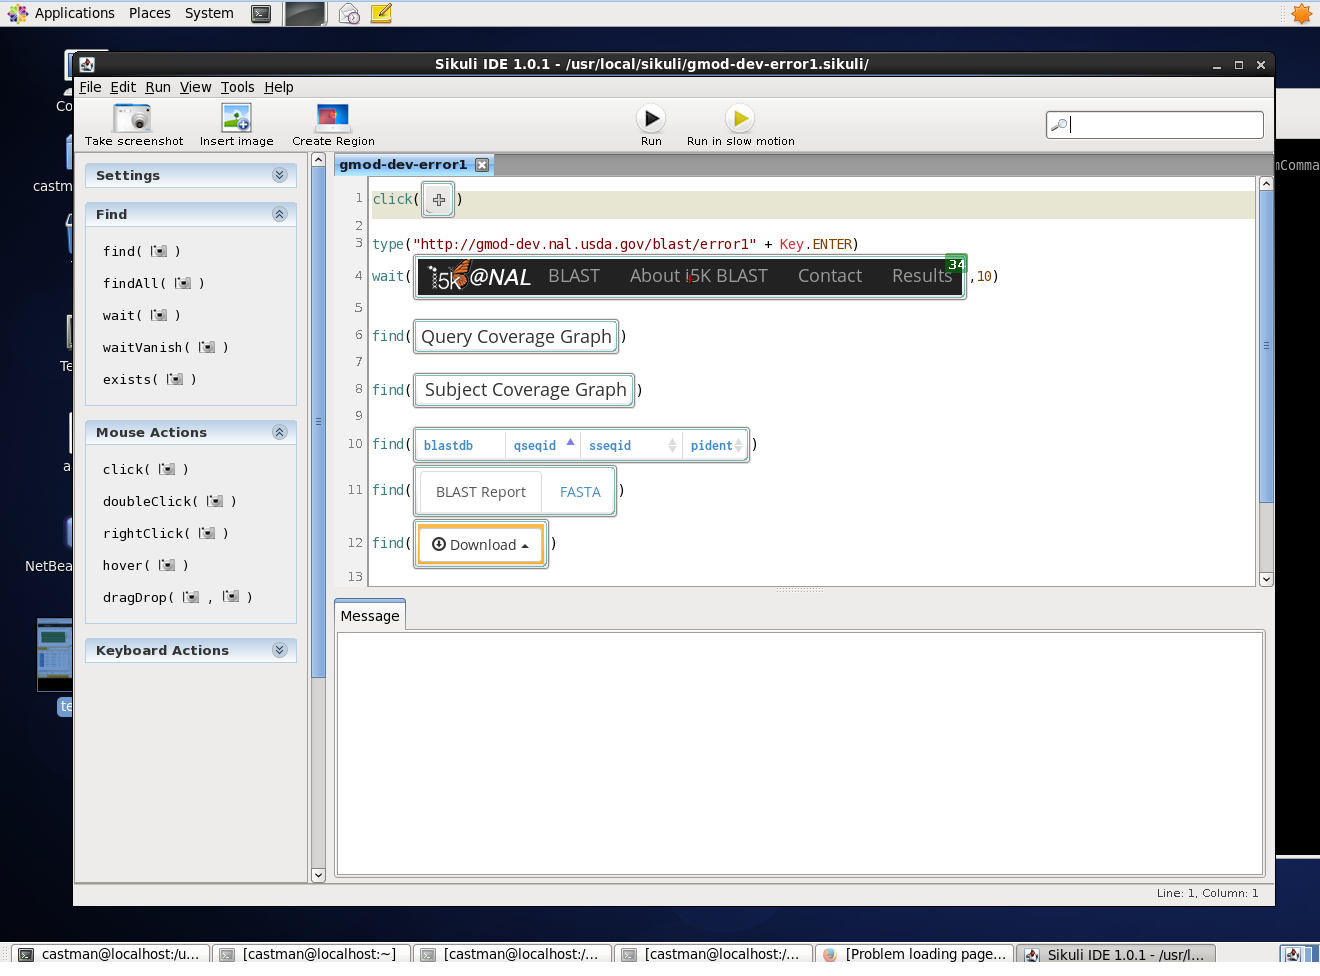 Applications Places System
Sikuli IDE 1.0.1 - /usr/local/sikuli/gmod-dev-error1.sikuli/
File Edit Run View Tools Help
Take screenshot Insert image Create Region Run Run in slow motion
Settings
Find
find( )
findAll( )
wait( )
waitVanish( )
exists( )
Mouse Actions
click( )
doubleClick( )
rightClick( )
hover( )
dragDrop( , )
Keyboard Actions
gmod-dev-error1
1 click( )
2
3 type("http://gmod-dev.nal.usda.gov/blast/error1" + Key.ENTER)
4 wait( i5k@NAL BLAST About i5K BLAST Contact Results 34 ,10)
5
6 find( Query Coverage Graph )
7
8 find( Subject Coverage Graph )
9
10 find( blastdb qseqid sseqid pident )
11 find( BLAST Report FASTA )
12 find( Download )
13
Message
Line: 1, Column: 1
Co
castm
Te
a
NetBea
te
mComma
castman@localhost:/u... [castman@localhost:~] [castman@localhost:/... [castman@localhost:/... [Problem loading page... Sikuli IDE 1.0.1 - /usr/l...